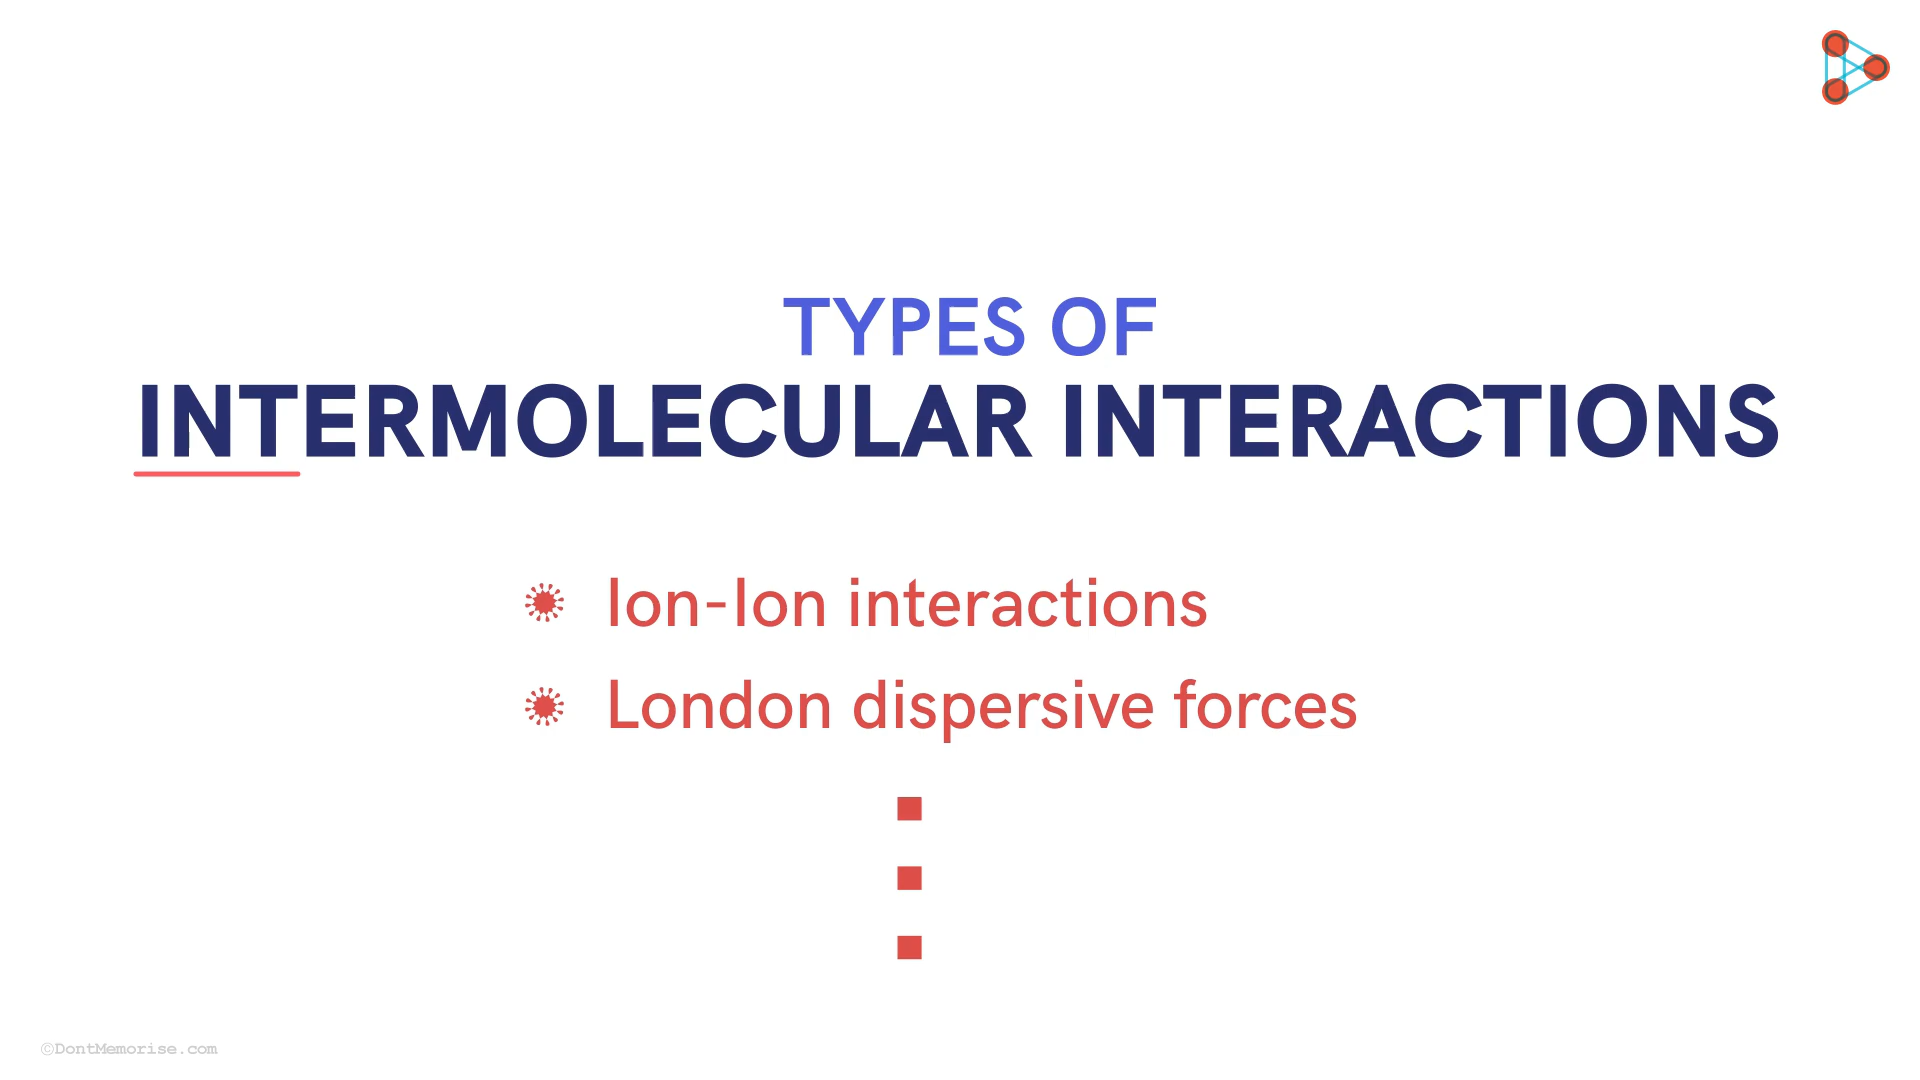 TYPES OF
INTERMOLECULAR INTERACTIONS
Ion-Ion interactions
London dispersive forces
©DontMemorise.com